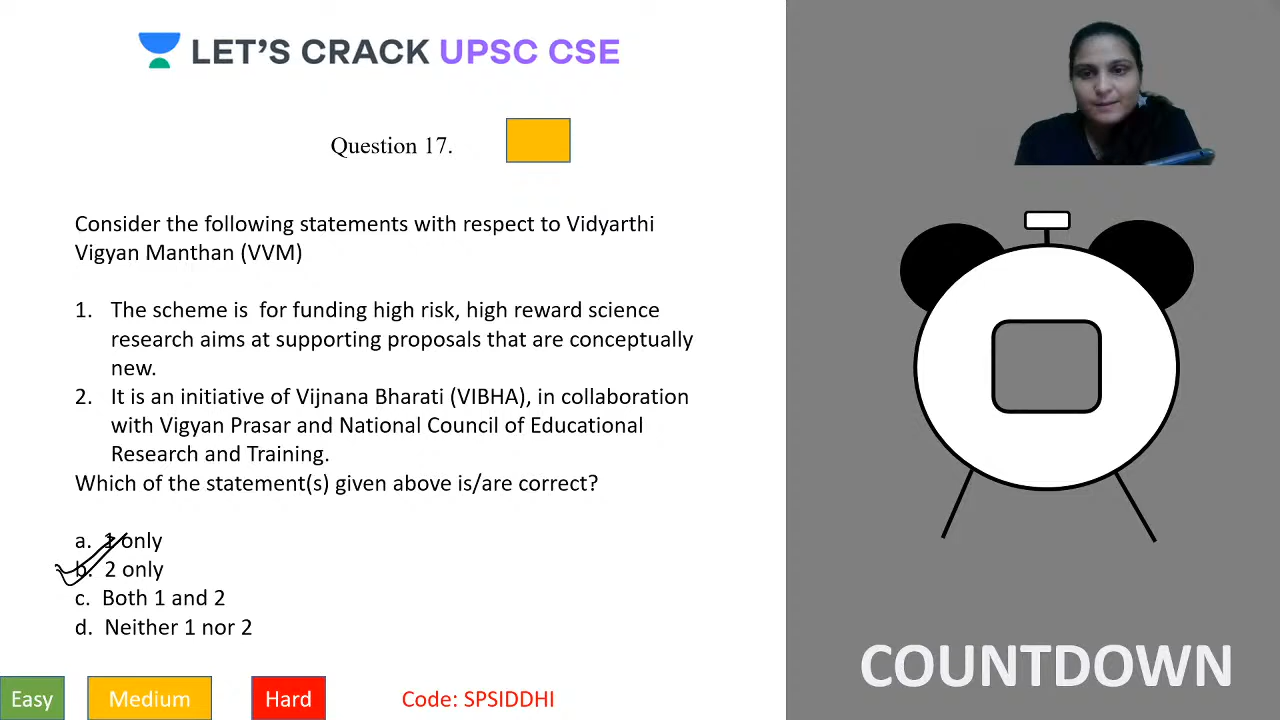 LET'S CRACK UPSC CSE
Question 17.
Consider the following statements with respect to Vidyarthi
Vigyan Manthan (VVM)
1. The scheme is for funding high risk, high reward science
research aims at supporting proposals that are conceptually
new.
2. It is an initiative of Vijnana Bharati (VIBHA), in collaboration
with Vigyan Prasar and National Council of Educational
Research and Training.
Which of the statement(s) given above is/are correct?
a. 1 only
b. 2 only
c. Both 1 and 2
d. Neither 1 nor 2
Easy
Medium
Hard
Code: SPSIDDHI
COUNTDOWN